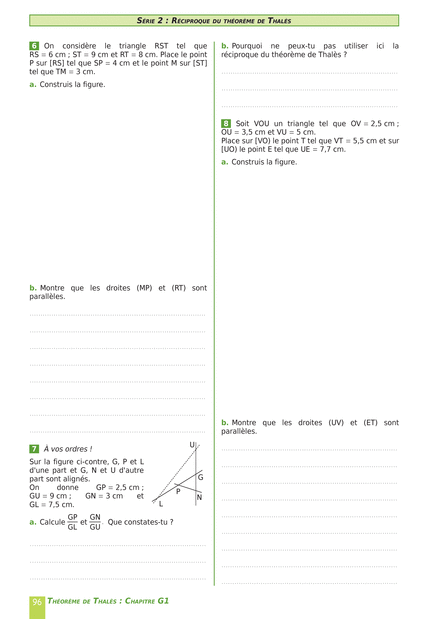 Série 2 : Réciproque du théorème de Thalès
6 On considère le triangle RST tel que
RS = 6 cm ; ST = 9 cm et RT = 8 cm. Place le point
P sur [RS] tel que SP = 4 cm et le point M sur [ST]
tel que TM = 3 cm.
a. Construis la figure.
b. Montre que les droites (MP) et (RT) sont
parallèles.
7 À vos ordres !
Sur la figure ci-contre, G, P et L
d'une part et G, N et U d'autre
part sont alignés.
On donne GP = 2,5 cm ;
GU = 9 cm ; GN = 3 cm et
GL = 7,5 cm.
U
G
P
N
L
a. Calcule GP/GL et GN/GU. Que constates-tu ?
b. Pourquoi ne peux-tu pas utiliser ici la
réciproque du théorème de Thalès ?
8 Soit VOU un triangle tel que OV = 2,5 cm ;
OU = 3,5 cm et VU = 5 cm.
Place sur [VO) le point T tel que VT = 5,5 cm et sur
[UO) le point E tel que UE = 7,7 cm.
a. Construis la figure.
b. Montre que les droites (UV) et (ET) sont
parallèles.
96 Théorème de Thalès : Chapitre G1